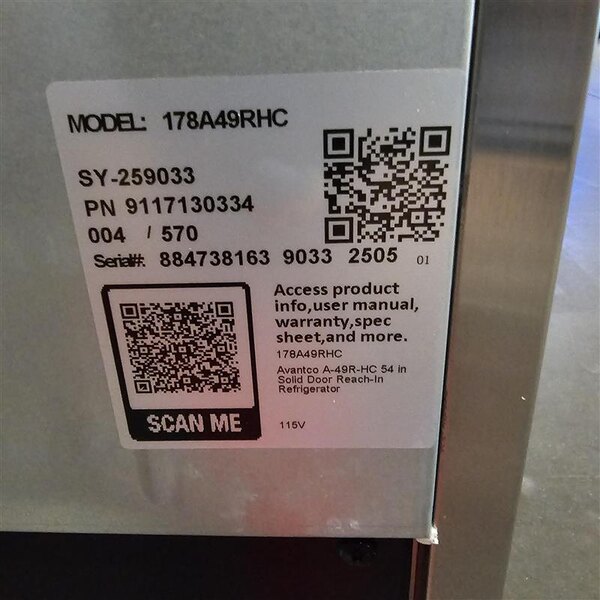 MODEL: 178A49RHC
SY-259033
PN 9117130334
004 / 570
Serial#: 884738163 9033 2505 01
Access product
info,user manual,
warranty,spec
sheet,and more.
178A49RHC
Avantco A-49R-HC 54 in
Solid Door Reach-In
Refrigerator
115V
SCAN ME